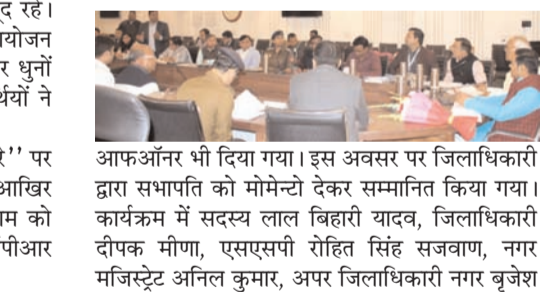 द रहे।
योजन
र धुनों
र्थियों ने
रे'' पर
आखिर
ाम को
पीआर
आफऑनर भी दिया गया। इस अवसर पर जिलाधिकारी
द्वारा सभापति को मोमेन्टो देकर सम्मानित किया गया।
कार्यक्रम में सदस्य लाल बिहारी यादव, जिलाधिकारी
दीपक मीणा, एसएसपी रोहित सिंह सजवाण, नगर
मजिस्ट्रेट अनिल कुमार, अपर जिलाधिकारी नगर बृजेश